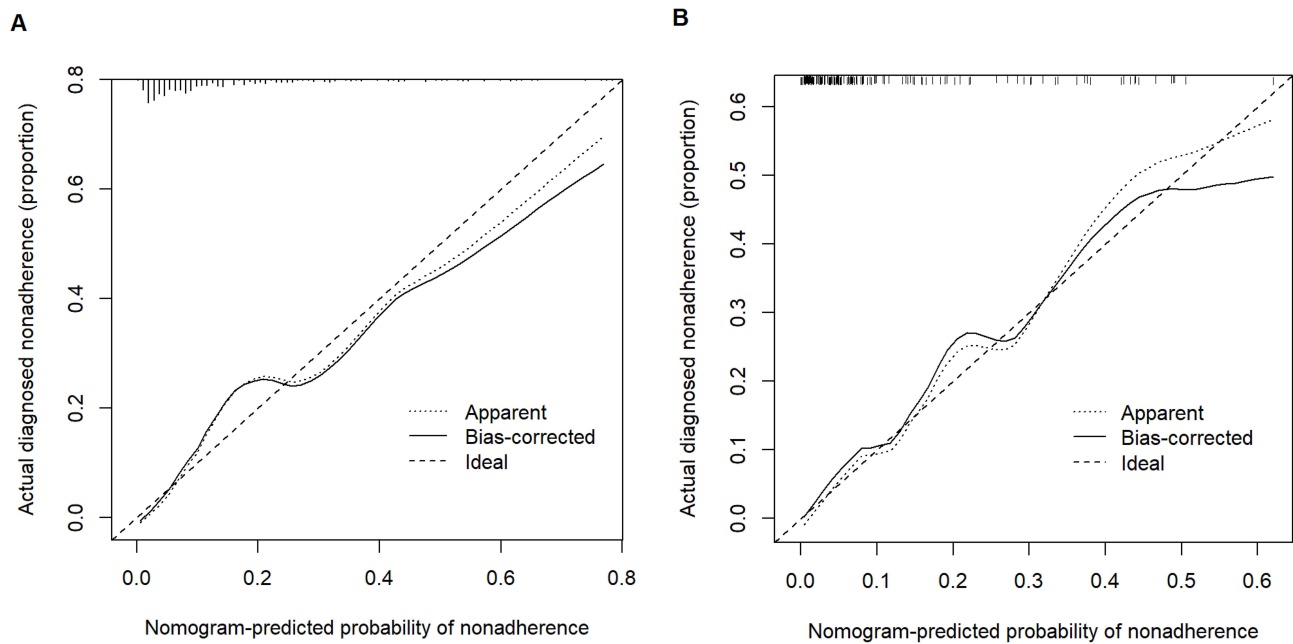 A
Actual diagnosed nonadherence (proportion)
0.8
0.6
0.4
0.2
0.0
Apparent
Bias-corrected
Ideal
0.0 0.2 0.4 0.6 0.8
Nomogram-predicted probability of nonadherence
B
Actual diagnosed nonadherence (proportion)
0.6
0.5
0.4
0.3
0.2
0.1
0.0
Apparent
Bias-corrected
Ideal
0.0 0.1 0.2 0.3 0.4 0.5 0.6
Nomogram-predicted probability of nonadherence